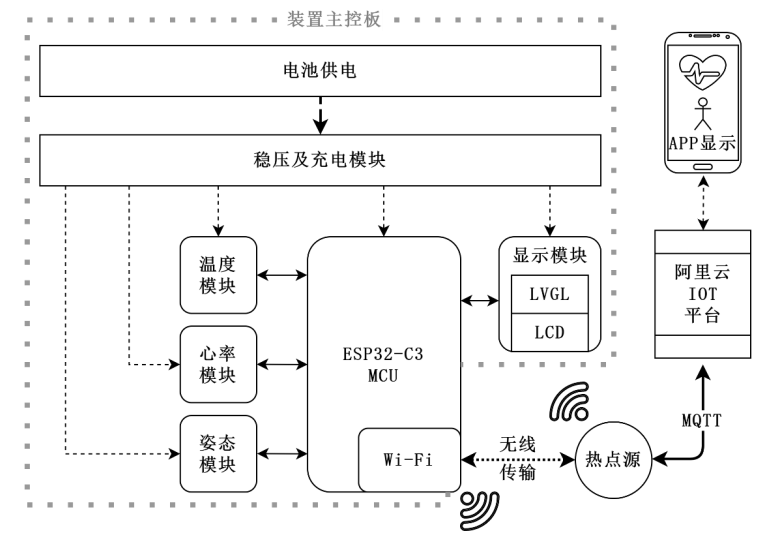 装置主控板
电池供电
稳压及充电模块
APP显示
温度
模块
心率
模块
姿态
模块
ESP32-C3
MCU
Wi-Fi
显示模块
LVGL
LCD
无线
传输
热点源
MQTT
阿里云
IOT
平台